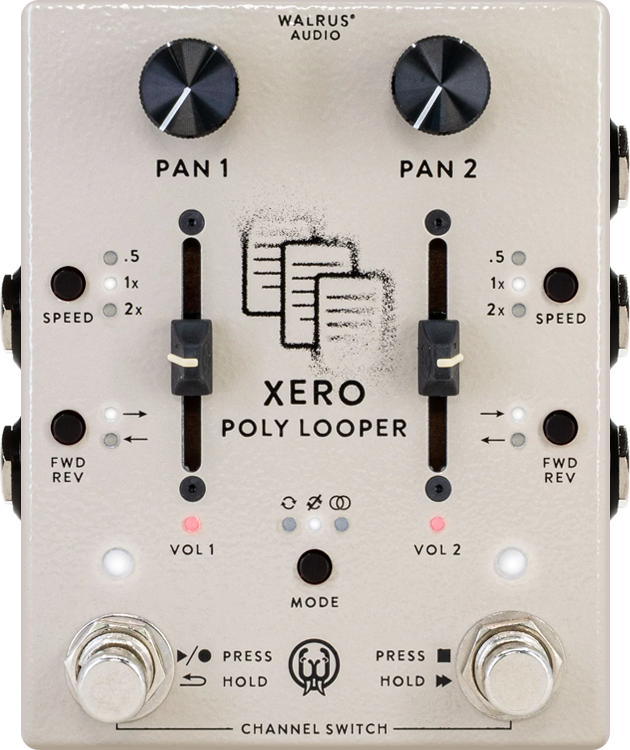 WALRUS®
AUDIO
PAN 1
PAN 2
.5
1x
2x
SPEED
.5
1x
2x
SPEED
XERO
POLY LOOPER
FWD
REV
FWD
REV
VOL 1
VOL 2
MODE
PRESS
HOLD
PRESS
HOLD
CHANNEL SWITCH